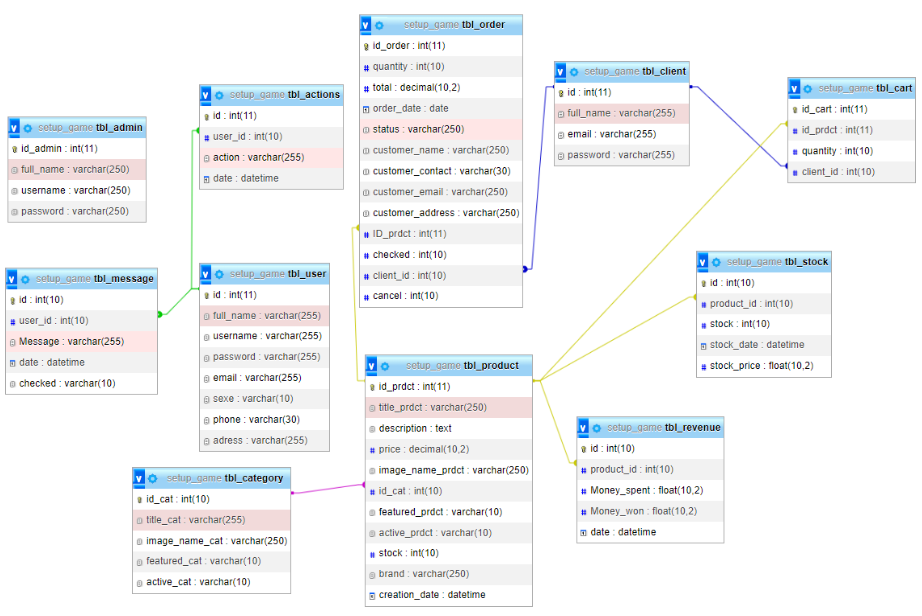 setup_game tbl_order
id_order : int(11)
quantity : int(10)
total : decimal(10,2)
order_date : date
status : varchar(250)
customer_name : varchar(250)
customer_contact : varchar(30)
customer_email : varchar(250)
customer_address : varchar(250)
ID_prdct : int(11)
checked : int(10)
client_id : int(10)
cancel : int(10)
setup_game tbl_client
id : int(11)
full_name : varchar(255)
email : varchar(255)
password : varchar(255)
setup_game tbl_cart
id_cart : int(11)
id_prdct : int(11)
quantity : int(10)
client_id : int(10)
setup_game tbl_actions
id : int(11)
user_id : int(10)
action : varchar(255)
date : datetime
setup_game tbl_admin
id_admin : int(11)
full_name : varchar(250)
username : varchar(250)
password : varchar(250)
setup_game tbl_message
id : int(10)
user_id : int(10)
Message : varchar(255)
date : datetime
checked : varchar(10)
setup_game tbl_user
id : int(11)
full_name : varchar(255)
username : varchar(255)
password : varchar(255)
email : varchar(255)
sexe : varchar(10)
phone : varchar(30)
adress : varchar(255)
setup_game tbl_stock
id : int(10)
product_id : int(10)
stock : int(10)
stock_date : datetime
stock_price : float(10,2)
setup_game tbl_product
id_prdct : int(11)
title_prdct : varchar(250)
description : text
price : decimal(10,2)
image_name_prdct : varchar(250)
id_cat : int(10)
featured_prdct : varchar(10)
active_prdct : varchar(10)
stock : int(10)
brand : varchar(250)
creation_date : datetime
setup_game tbl_revenue
id : int(10)
product_id : int(10)
Money_spent : float(10,2)
Money_won : float(10,2)
date : datetime
setup_game tbl_category
id_cat : int(10)
title_cat : varchar(255)
image_name_cat : varchar(250)
featured_cat : varchar(10)
active_cat : varchar(10)